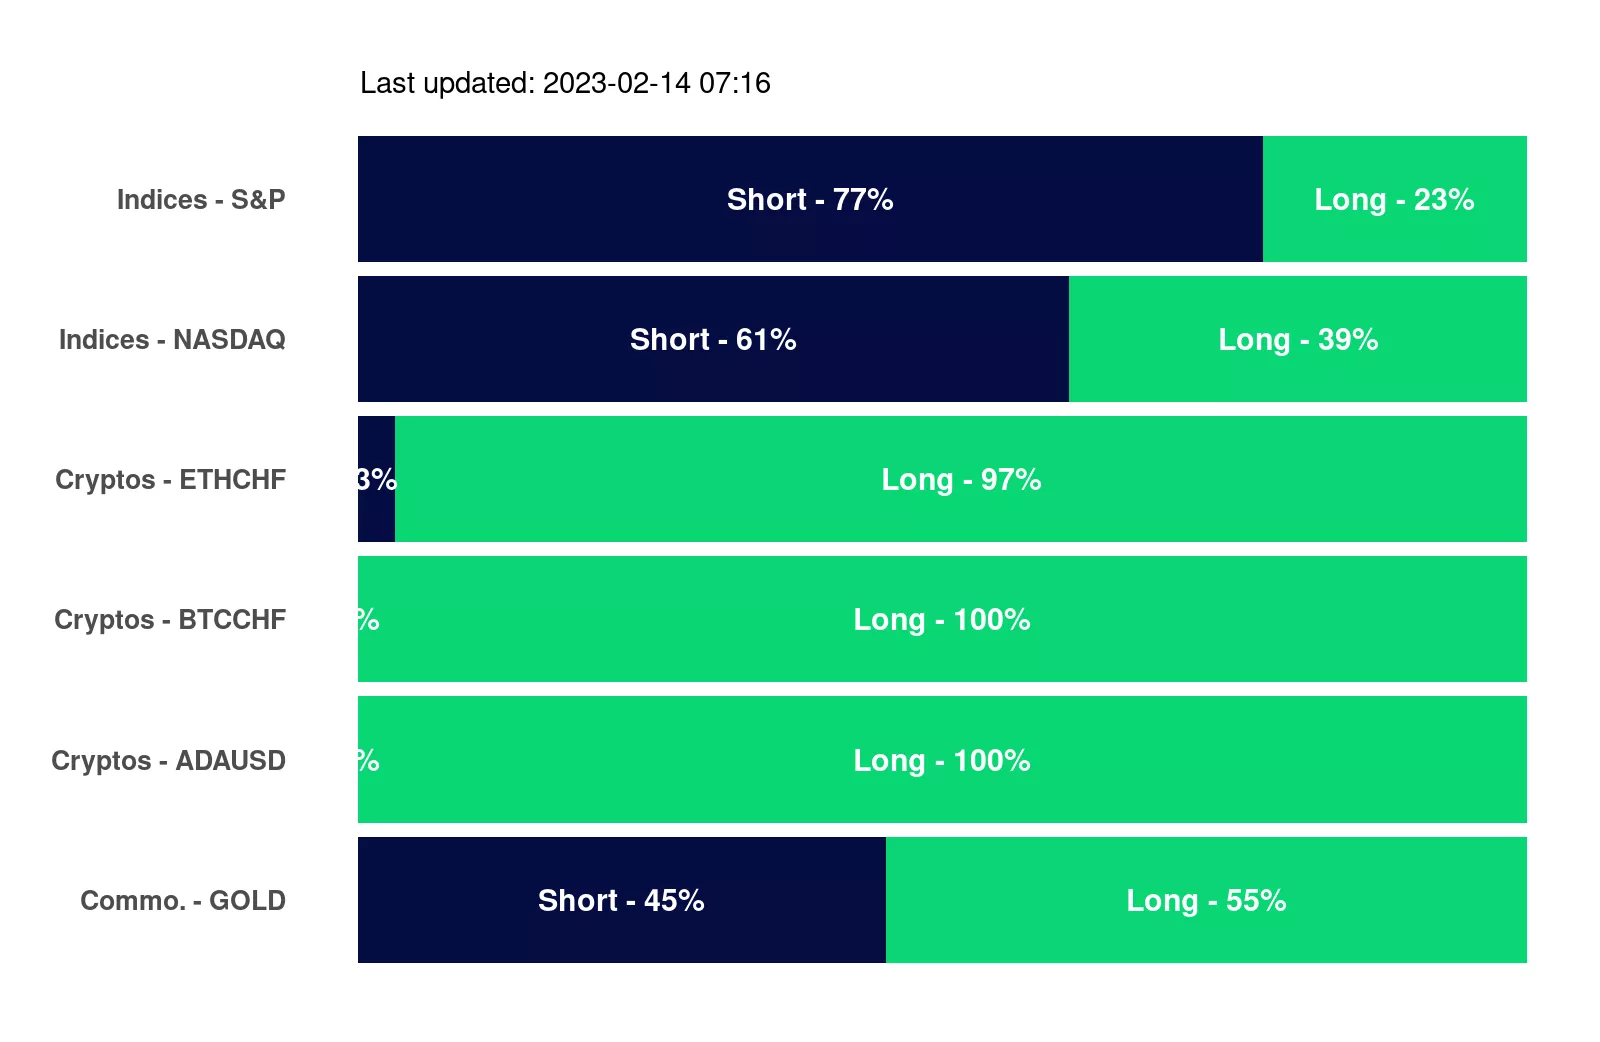 Last updated: 2023-02-14 07:16
Indices - S&P
Short - 77%
Long - 23%
Indices - NASDAQ
Short - 61%
Long - 39%
Cryptos - ETHCHF
3%
Long - 97%
Cryptos - BTCCHF
%
Long - 100%
Cryptos - ADAUSD
%
Long - 100%
Commo. - GOLD
Short - 45%
Long - 55%